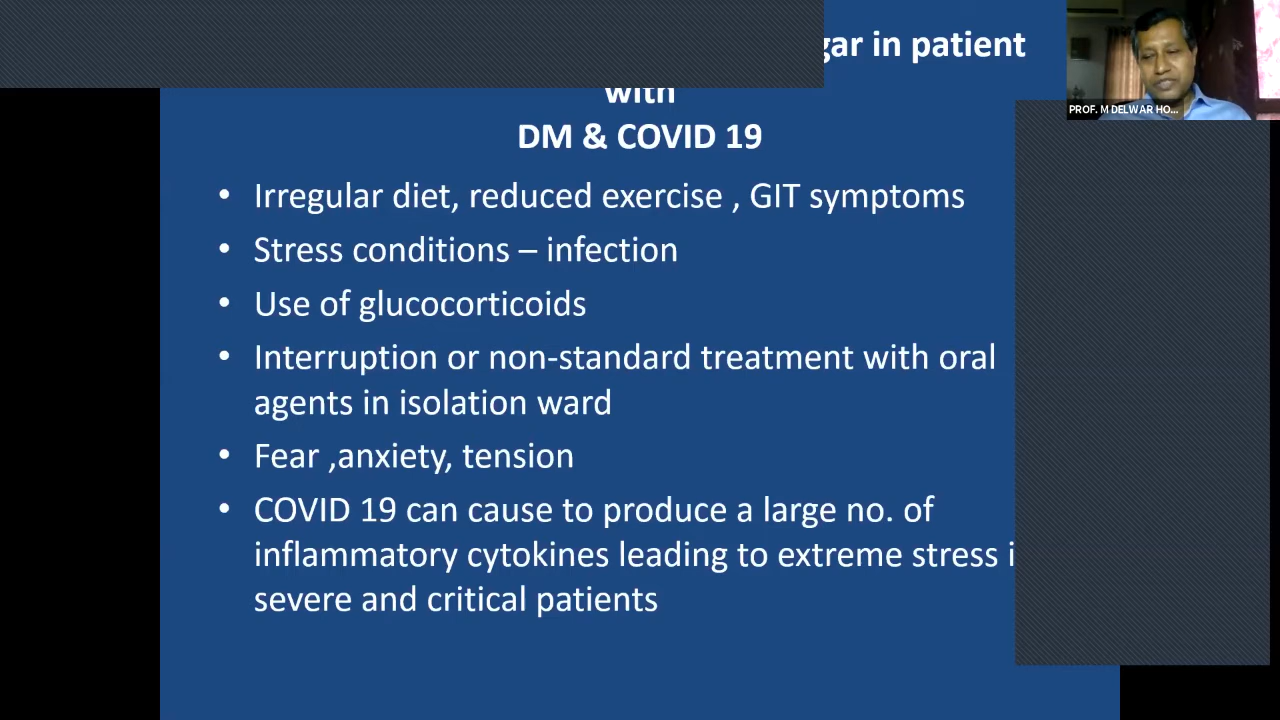 in patient
with
DM & COVID 19
• Irregular diet, reduced exercise , GIT symptoms
• Stress conditions – infection
• Use of glucocorticoids
• Interruption or non-standard treatment with oral
agents in isolation ward
• Fear ,anxiety, tension
• COVID 19 can cause to produce a large no. of
inflammatory cytokines leading to extreme stress
severe and critical patients
PROF. M DELWAR HO...